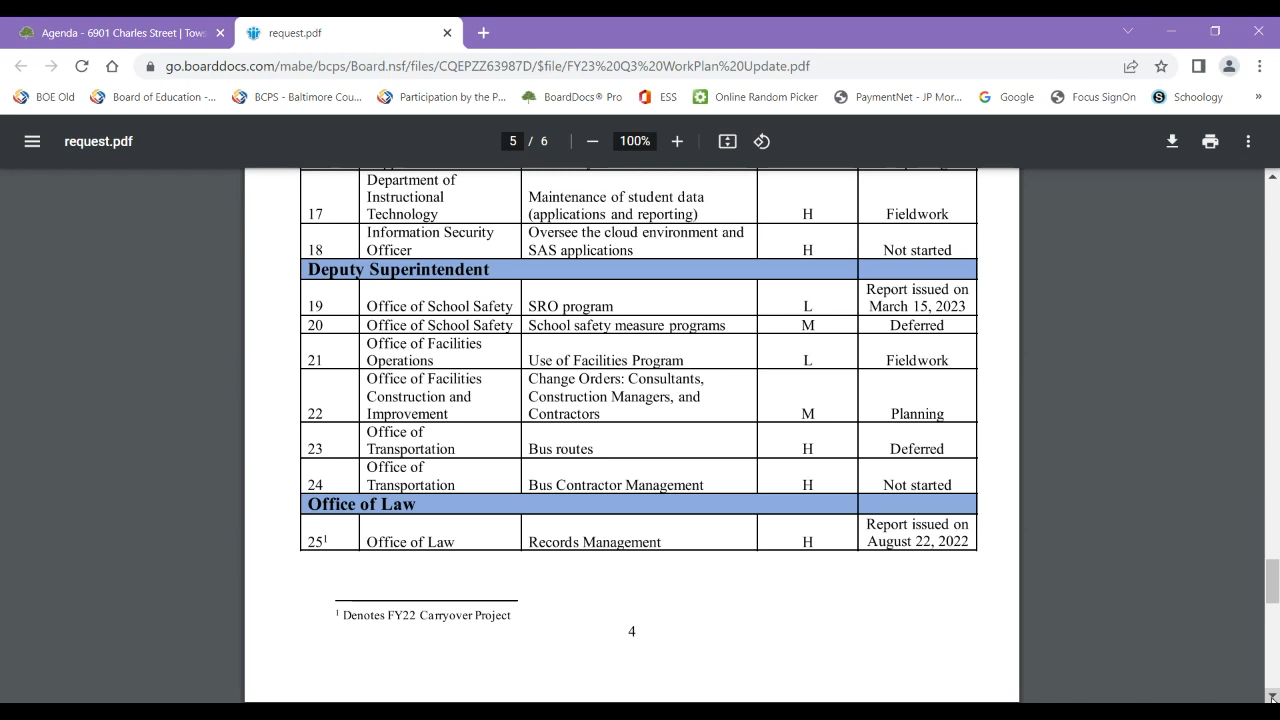 Agenda - 6901 Charles Street | Tows
request.pdf
go.boarddocs.com/mabe/bcps/Board.nsf/files/CQEPZZ63987D/$file/FY23%20Q3%20WorkPlan%20Update.pdf
BOE Old Board of Education -... BCPS - Baltimore Cou... Participation by the P... BoardDocs® Pro ESS Online Random Picker PaymentNet - JP Mor... Google Focus SignOn Schoology »
request.pdf 5 / 6 100%
Department of
Instructional Maintenance of student data
17 Technology (applications and reporting) H Fieldwork
Information Security Oversee the cloud environment and
18 Officer SAS applications H Not started
Deputy Superintendent
Report issued on
19 Office of School Safety SRO program L March 15, 2023
20 Office of School Safety School safety measure programs M Deferred
Office of Facilities
21 Operations Use of Facilities Program L Fieldwork
Office of Facilities Change Orders: Consultants,
Construction and Construction Managers, and
22 Improvement Contractors M Planning
Office of
23 Transportation Bus routes H Deferred
Office of
24 Transportation Bus Contractor Management H Not started
Office of Law
Report issued on
25¹ Office of Law Records Management H August 22, 2022
¹ Denotes FY22 Carryover Project
4